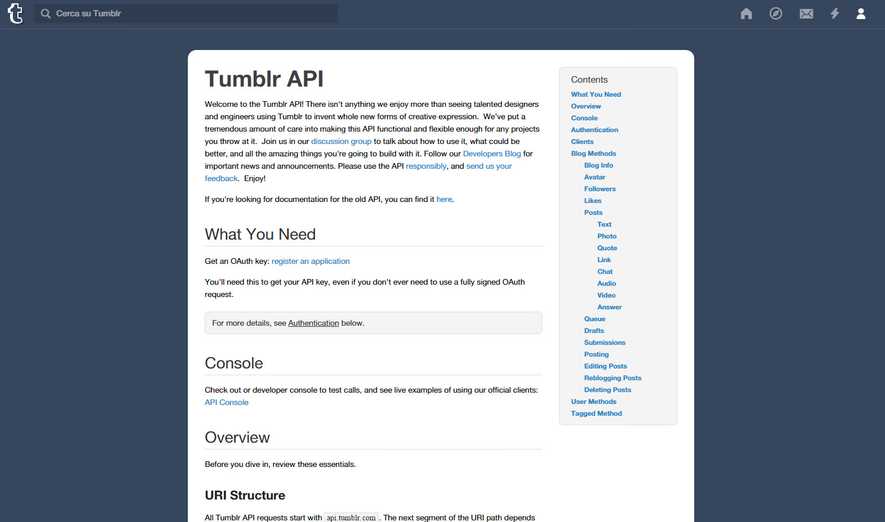 Cerca su Tumblr
Tumblr API
Welcome to the Tumblr API! There isn't anything we enjoy more than seeing talented designers
and engineers using Tumblr to invent whole new forms of creative expression.  We've put a
tremendous amount of care into making this API functional and flexible enough for any projects
you throw at it.  Join us in our discussion group to talk about how to use it, what could be
better, and all the amazing things you're going to build with it. Follow our Developers Blog for
important news and announcements. Please use the API responsibly, and send us your
feedback.  Enjoy!
If you're looking for documentation for the old API, you can find it here.
What You Need
Get an OAuth key: register an application
You'll need this to get your API key, even if you don't ever need to use a fully signed OAuth
request.
For more details, see Authentication below.
Console
Check out or developer console to test calls, and see live examples of using our official clients:
API Console
Overview
Before you dive in, review these essentials.
URI Structure
All Tumblr API requests start with api.tumblr.com. The next segment of the URI path depends
Contents
What You Need
Overview
Console
Authentication
Clients
Blog Methods
Blog Info
Avatar
Followers
Likes
Posts
Text
Photo
Quote
Link
Chat
Audio
Video
Answer
Queue
Drafts
Submissions
Posting
Editing Posts
Reblogging Posts
Deleting Posts
User Methods
Tagged Method